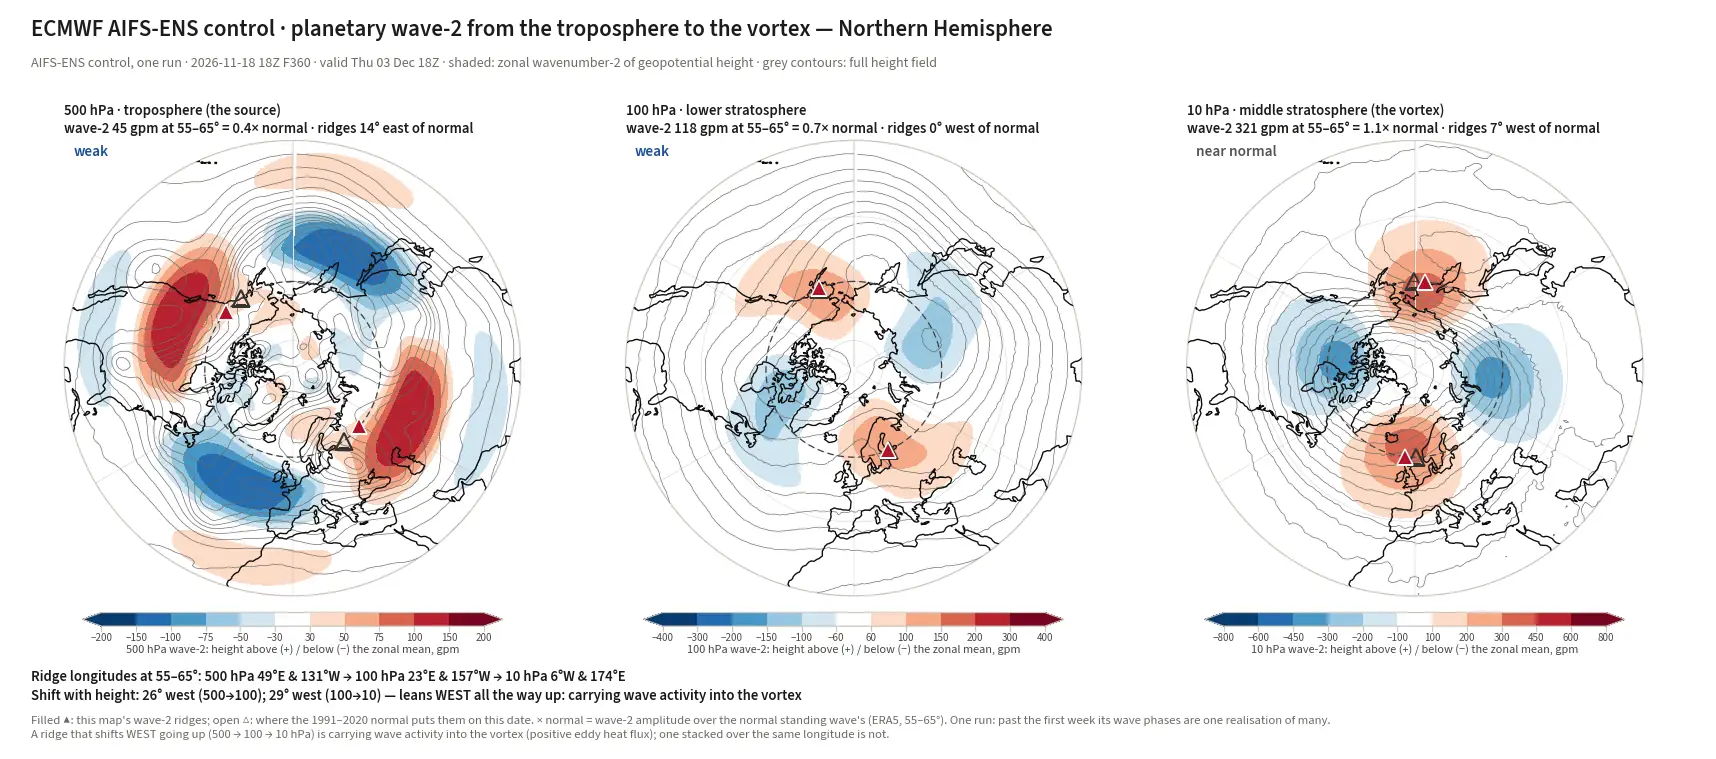 ECMWF AIFS-ENS control · planetary wave-2 from the troposphere to the vortex — Northern Hemisphere
AIFS-ENS control, one run · 2026-11-18 18Z F360 · valid Thu 03 Dec 18Z · shaded: zonal wavenumber-2 of geopotential height · grey contours: full height field
500 hPa · troposphere (the source)
wave-2 45 gpm at 55–65° = 0.4× normal · ridges 14° east of normal
weak
100 hPa · lower stratosphere
wave-2 118 gpm at 55–65° = 0.7× normal · ridges 0° west of normal
weak
10 hPa · middle stratosphere (the vortex)
wave-2 321 gpm at 55–65° = 1.1× normal · ridges 7° west of normal
near normal
−200 −150 −100 −75 −50 −30 30 50 75 100 150 200
500 hPa wave-2: height above (+) / below (−) the zonal mean, gpm
−400 −300 −200 −150 −100 −60 60 100 150 200 300 400
100 hPa wave-2: height above (+) / below (−) the zonal mean, gpm
−800 −600 −450 −300 −200 −100 100 200 300 450 600 800
10 hPa wave-2: height above (+) / below (−) the zonal mean, gpm
Ridge longitudes at 55–65°: 500 hPa 49°E & 131°W → 100 hPa 23°E & 157°W → 10 hPa 6°W & 174°E
Shift with height: 26° west (500→100); 29° west (100→10) — leans WEST all the way up: carrying wave activity into the vortex
Filled ▲: this map's wave-2 ridges; open △: where the 1991–2020 normal puts them on this date. × normal = wave-2 amplitude over the normal standing wave's (ERA5, 55–65°). One run: past the first week its wave phases are one realisation of many.
A ridge that shifts WEST going up (500 → 100 → 10 hPa) is carrying wave activity into the vortex (positive eddy heat flux); one stacked over the same longitude is not.